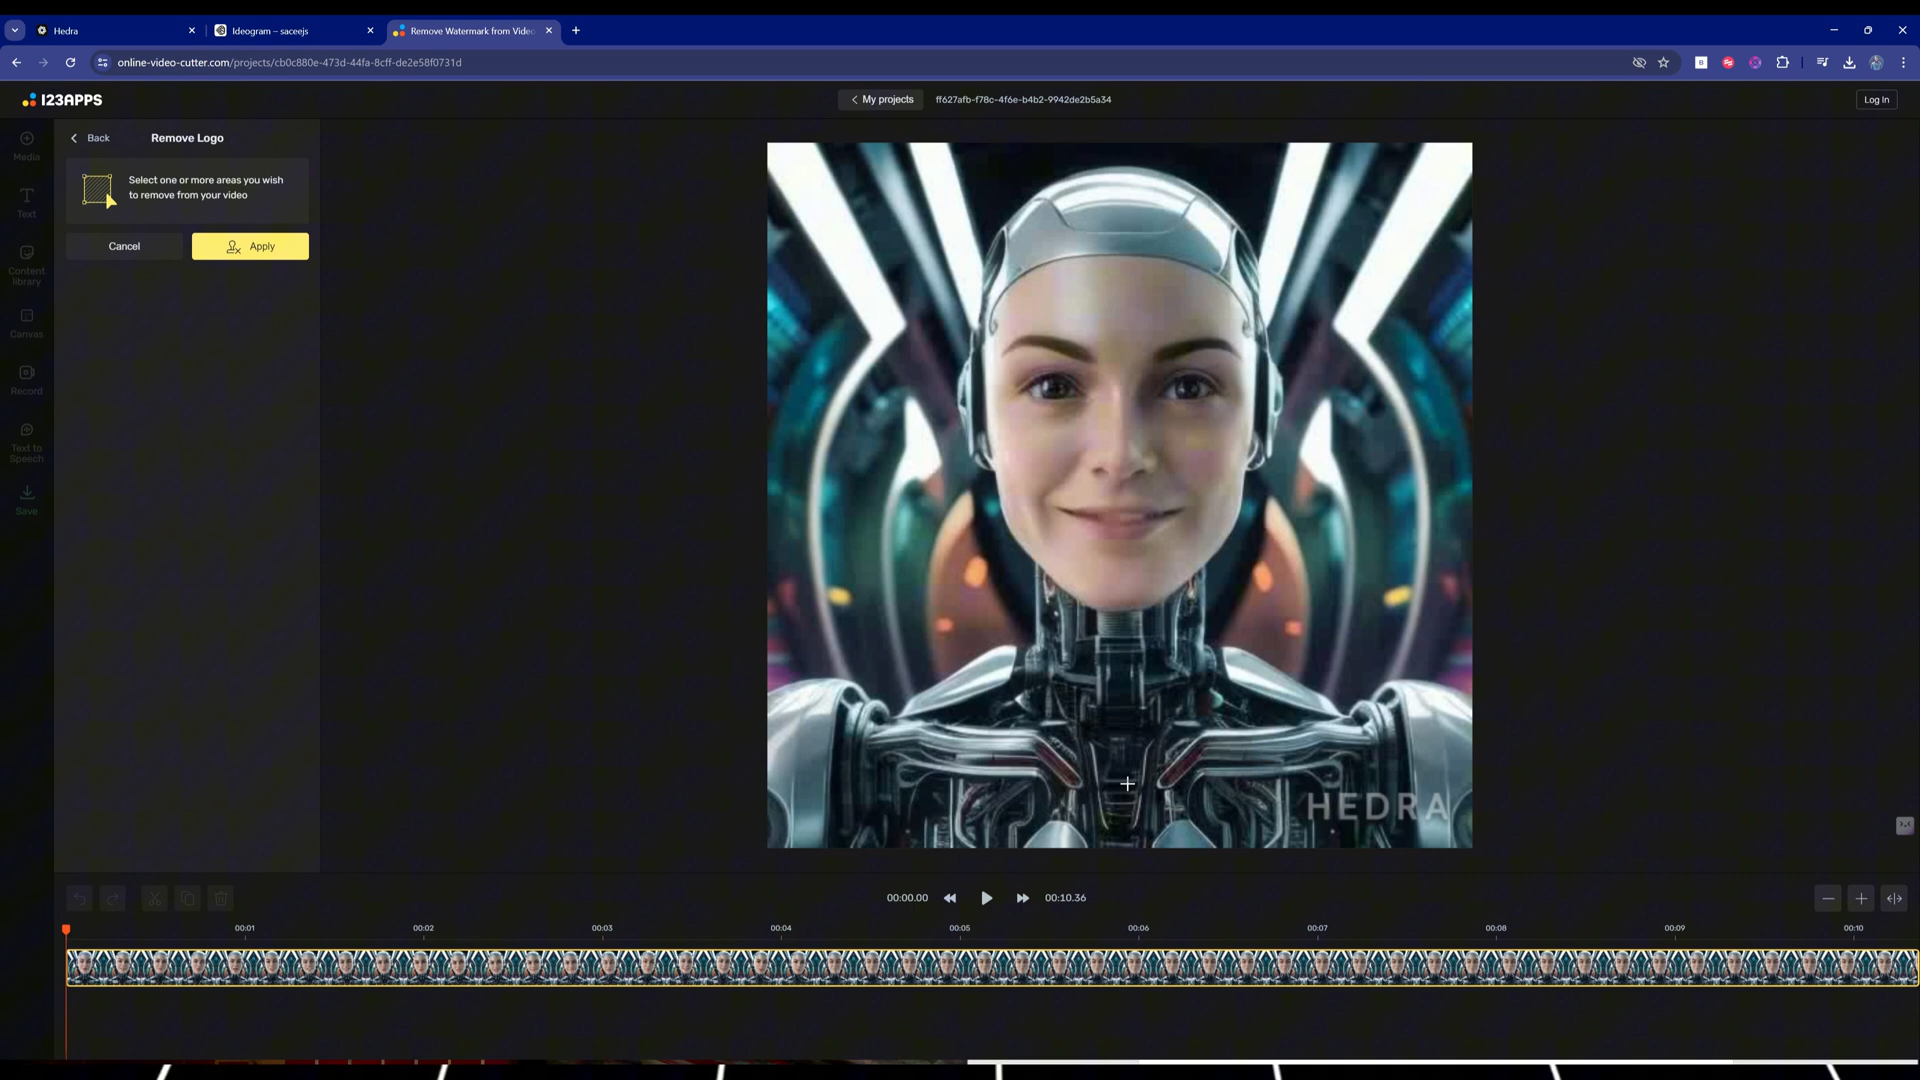 Hedra
Ideogram – saceejs
Remove Watermark from Video
online-video-cutter.com/projects/cb0c880e-473d-44fa-8cff-de2e58f0731d
123APPS
My projects
ff627afb-f78c-4f6e-b4b2-9942de2b5a34
Log In
Media
Text
Content
library
Canvas
Record
Text to
Speech
Save
Back
Remove Logo
Select one or more areas you wish
to remove from your video
Cancel
Apply
HEDRA
00:00.00
00:10.36
00:01
00:02
00:03
00:04
00:05
00:06
00:07
00:08
00:09
00:10